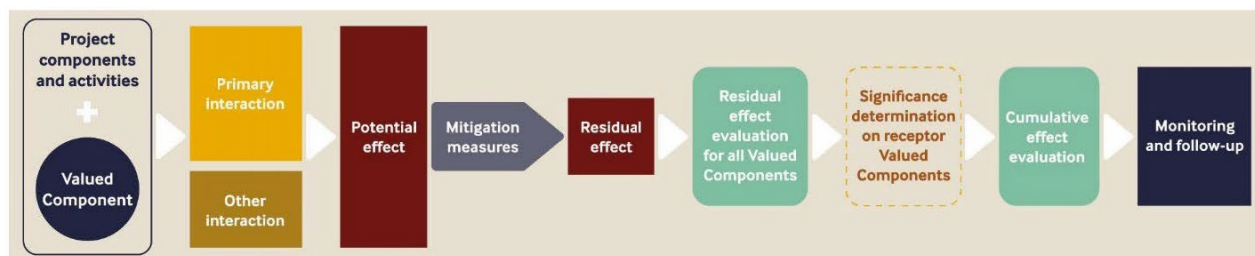 Project
components
and activities
Valued
Component
Primary
interaction
Other
interaction
Potential
effect
Mitigation
measures
Residual
effect
Residual
effect
evaluation
for all Valued
Components
Significance
determination
on receptor
Valued
Components
Cumulative
effect
evaluation
Monitoring
and follow-up